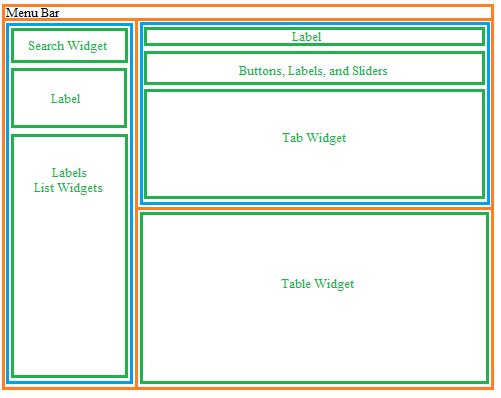 Menu Bar
Search Widget
Label
Labels
List Widgets
Label
Buttons, Labels, and Sliders
Tab Widget
Table Widget